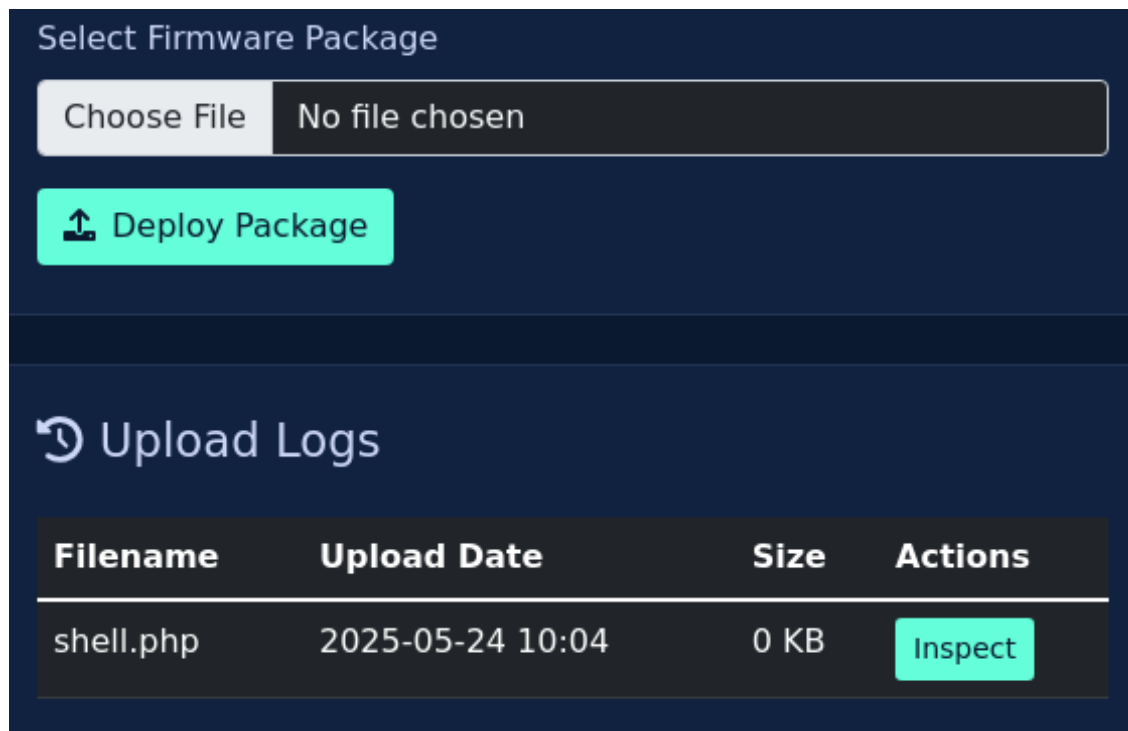 Select Firmware Package
Choose File No file chosen
Deploy Package
Upload Logs
Filename Upload Date Size Actions
shell.php 2025-05-24 10:04 0 KB Inspect